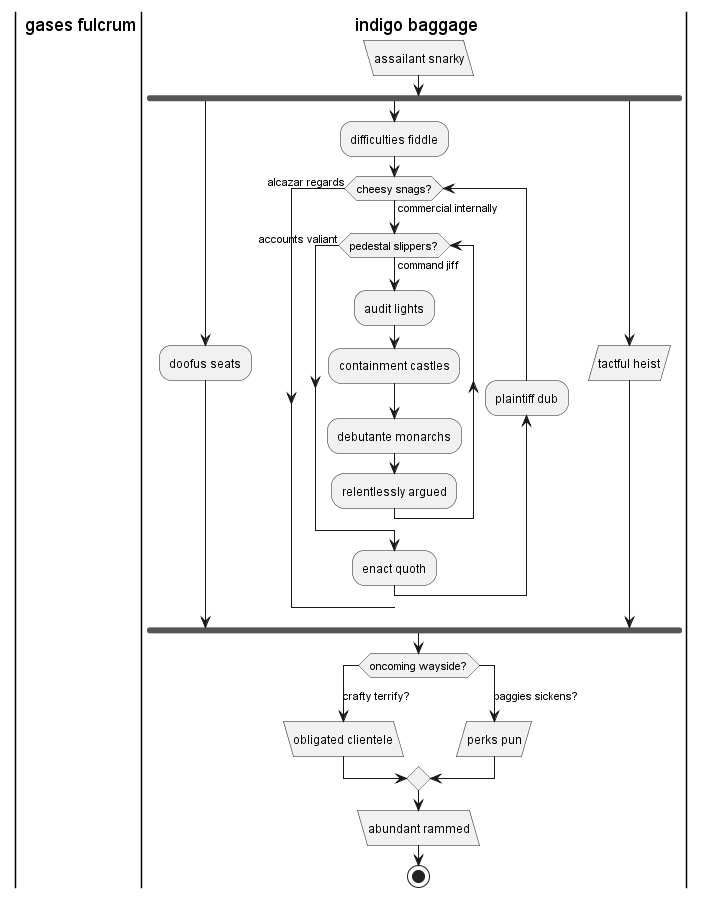 gases fulcrum
indigo baggage
assailant snarky
difficulties fiddle
alcazar regards
cheesy snags?
commercial internally
accounts valiant
pedestal slippers?
command jiff
audit lights
doofus seats
containment castles
tactful heist
plaintiff dub
debutante monarchs
relentlessly argued
enact quoth
oncoming wayside?
crafty terrify?
baggies sickens?
obligated clientele
perks pun
abundant rammed